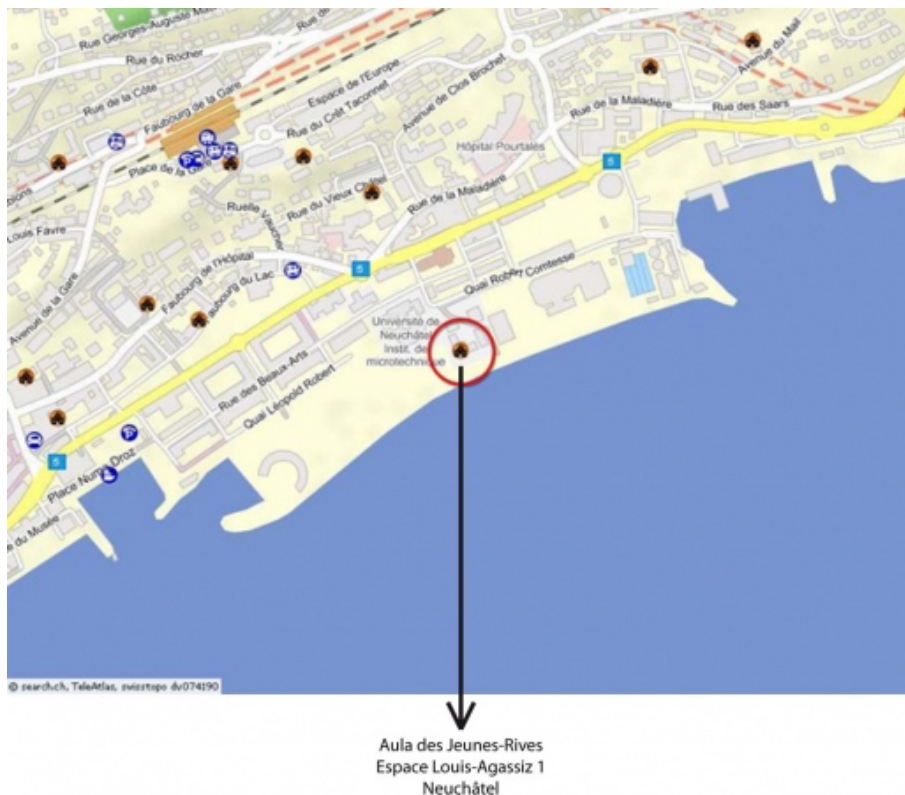 Rue Georges-Auguste Mat
Rue du Rocher
Rue de la Côte
Faubourg de la Gare
Espace de l'Europe
Rue du Crêt Taconnet
Avenue de Clos Brochet
Avenue du Mail
Rue de la Maladière
Rue des Saars
Hôpital Pourtalès
5
Place de la Ga
Rue du Vieux Châtel
Ruelle Vaucher
Rue de la Maladière
Louis Favre
Avenue de la Gare
Faubourg de l'Hôpital
aubourg du Lac
5
Quai Robert Comtesse
Université de
Neuchâtel
Instit. de
microtechnique
Rue des Beaux-Arts
Quai Léopold Robert
5
Place Numa Droz
e du Musée
© search.ch, TeleAtlas, swisstopo dv074190
Aula des Jeunes-Rives
Espace Louis-Agassiz 1
Neuchâtel